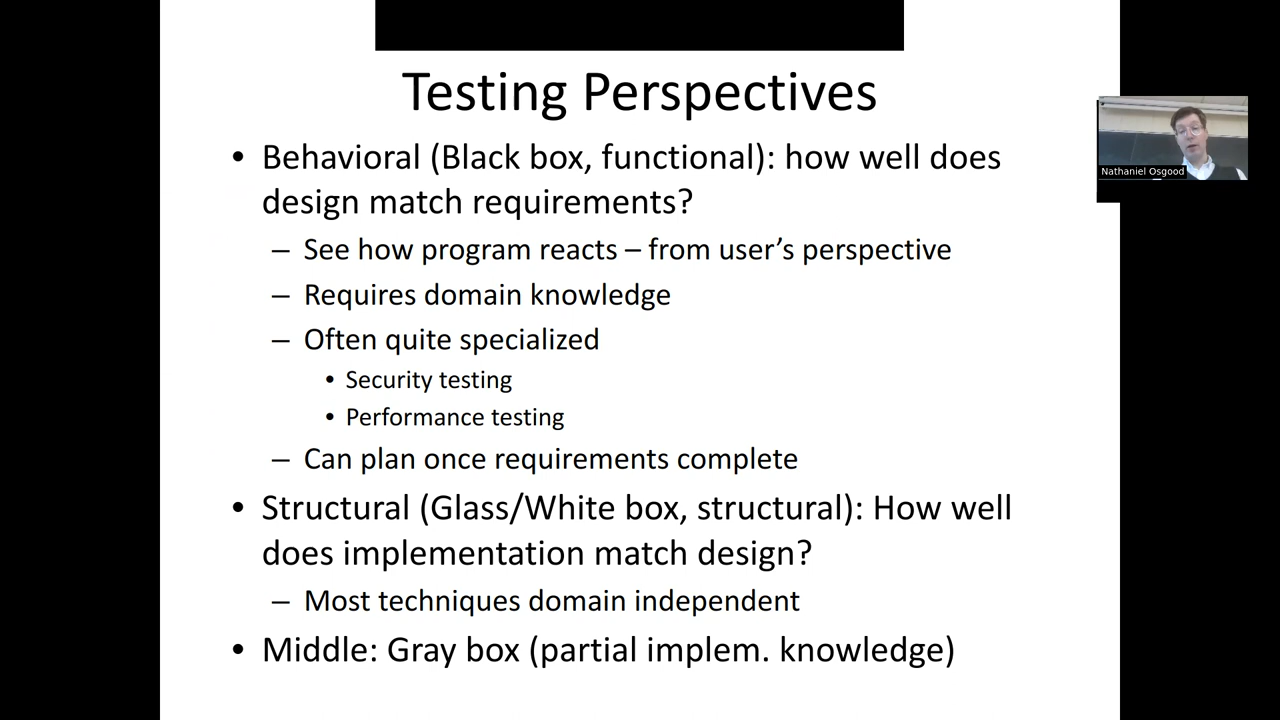 Testing Perspectives
• Behavioral (Black box, functional): how well does
design match requirements?
– See how program reacts – from user’s perspective
– Requires domain knowledge
– Often quite specialized
• Security testing
• Performance testing
– Can plan once requirements complete
• Structural (Glass/White box, structural): How well
does implementation match design?
– Most techniques domain independent
• Middle: Gray box (partial implem. knowledge)
Nathaniel Osgood